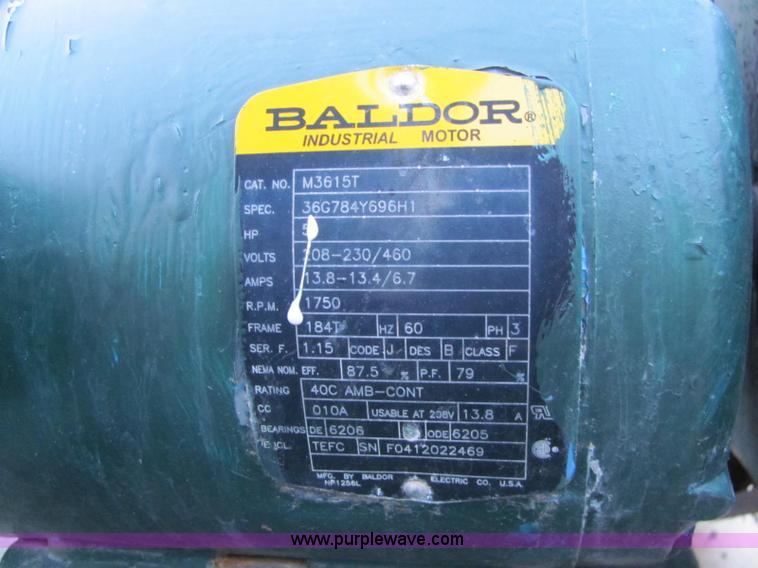 BALDOR®
INDUSTRIAL MOTOR
CAT. NO. M3615T
SPEC. 36G784Y696H1
HP 5
VOLTS 208-230/460
AMPS 13.8-13.4/6.7
R.P.M. 1750
FRAME 184T HZ 60 PH 3
SER. F. 1.15 CODE J DES B CLASS F
NEMA NOM. EFF. 87.5 % P.F. 79 %
RATING 40C AMB-CONT
CC 010A USABLE AT 208V 13.8 A
BEARINGS DE 6206 ODE 6205
ENCL. TEFC SN F0412022469
MFG. BY BALDOR ELECTRIC CO. U.S.A.
NP1256L
www.purplewave.com